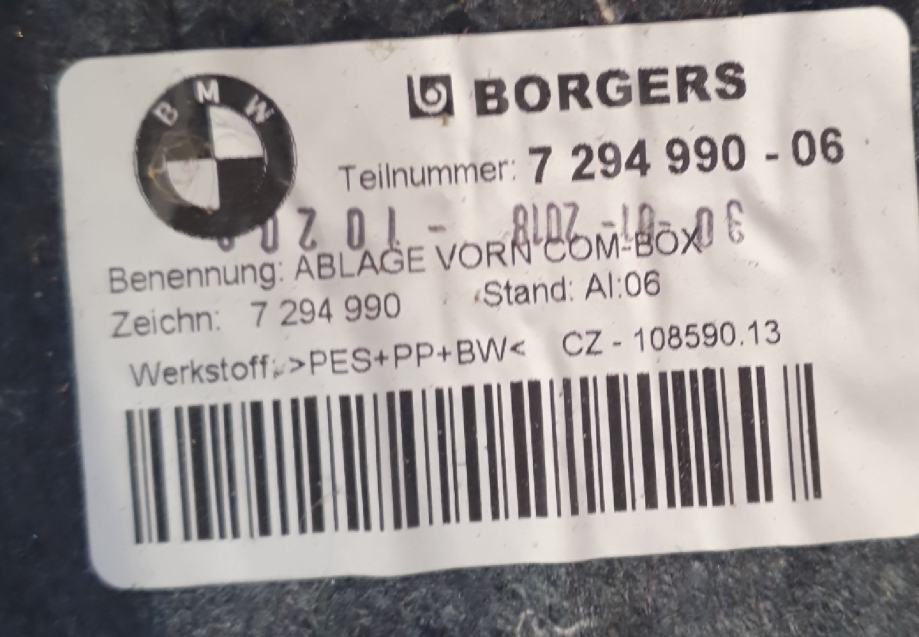 BMW
BORGERS
Teilnummer: 7 294 990 - 06
Benennung: ABLAGE VORN COM-BOX
Zeichn: 7 294 990 Stand: AI:06
Werkstoff: >PES+PP+BW< CZ - 108590.13